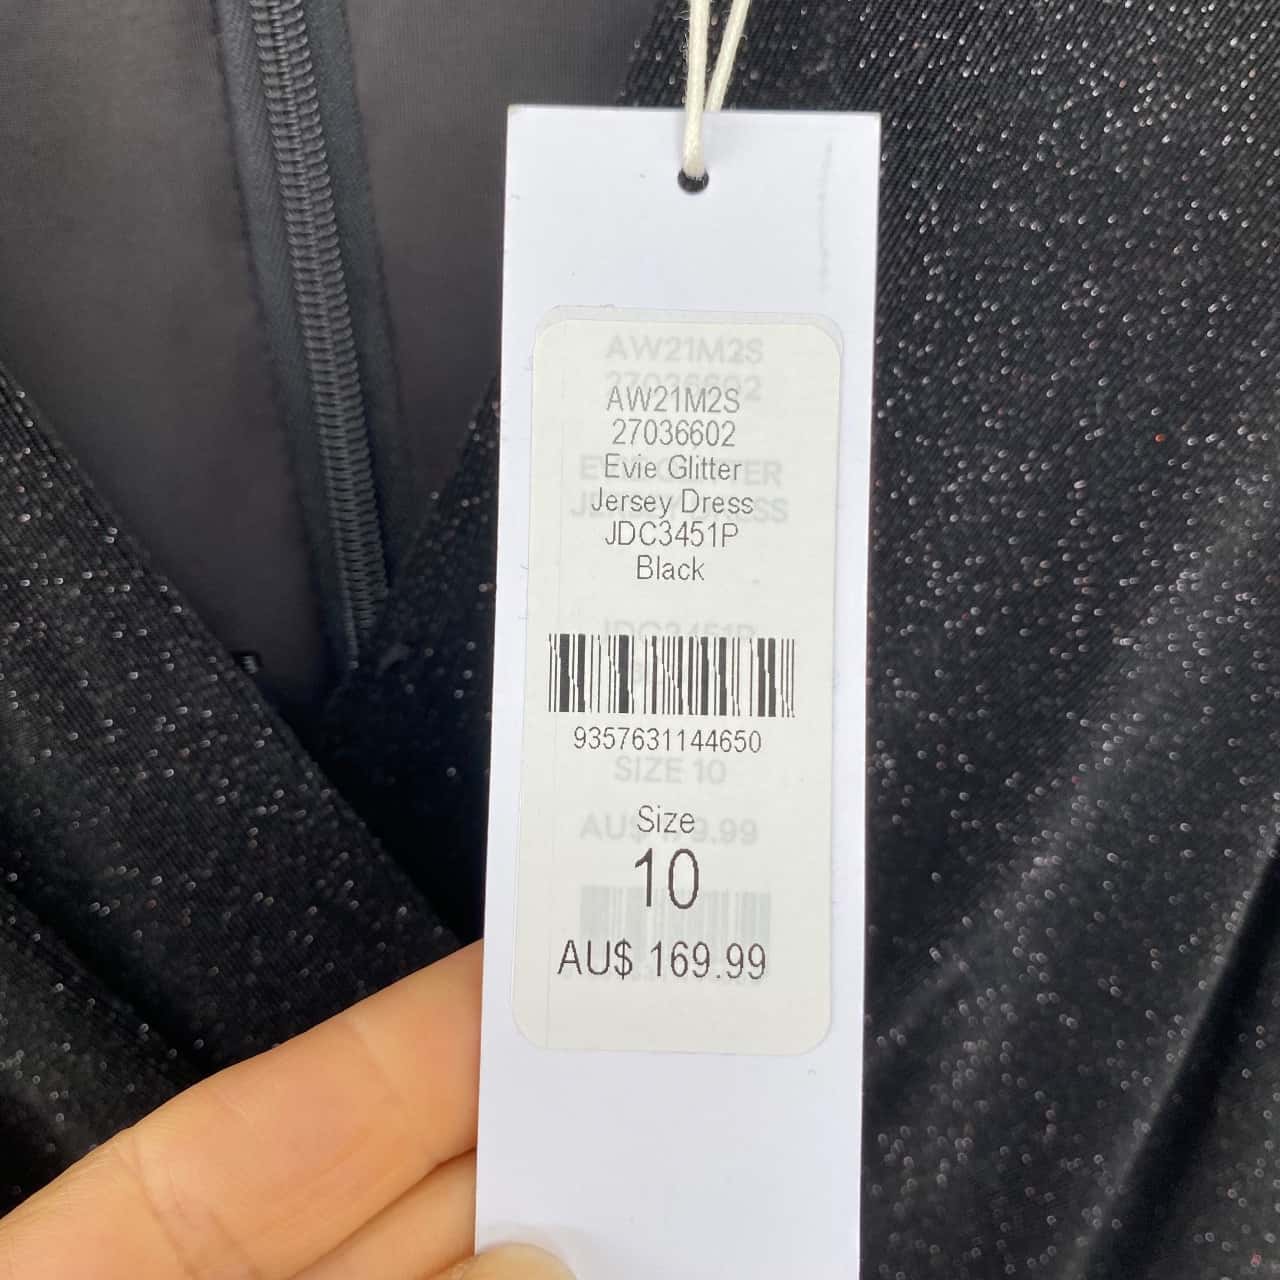 AW21M2S
27036602
Evie Glitter
Jersey Dress
JDC3451P
Black
9357631144650
Size
10
AU$ 169.99